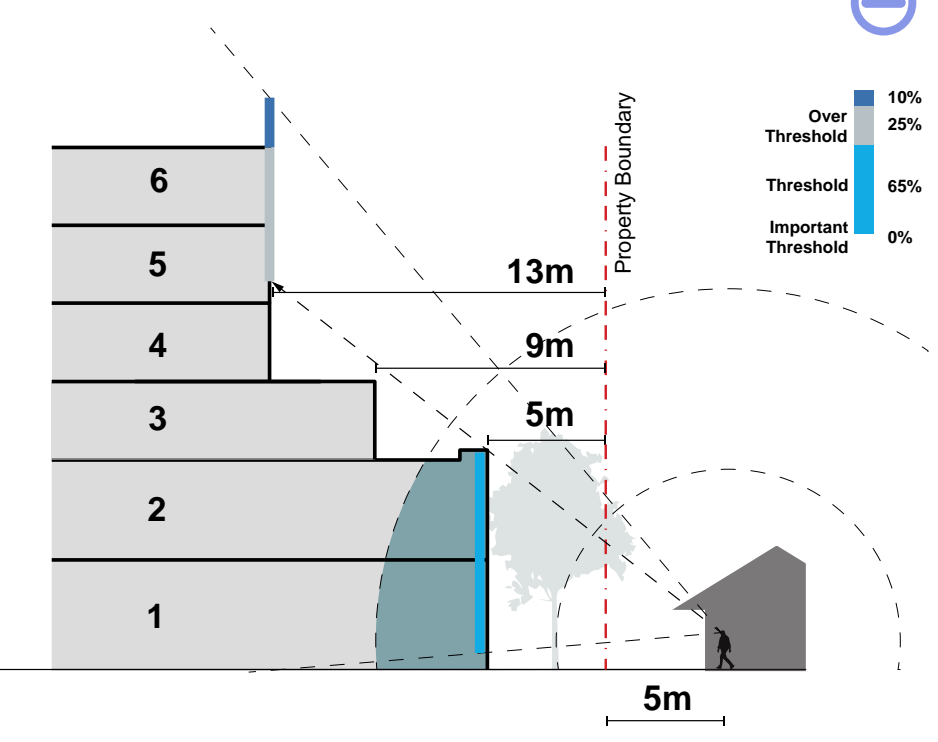 10%
Over
Threshold
25%
Threshold
65%
Important
Threshold
0%
Property Boundary
6
5
13m
4
9m
3
5m
2
1
5m